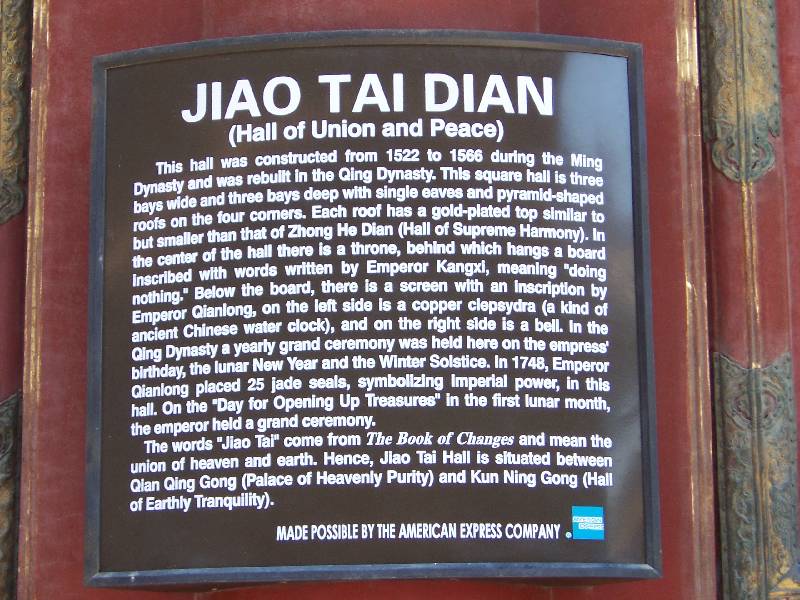 JIAO TAI DIAN
(Hall of Union and Peace)
This hall was constructed from 1522 to 1566 during the Ming
Dynasty and was rebuilt in the Qing Dynasty. This square hall is three
bays wide and three bays deep with single eaves and pyramid-shaped
roofs on the four corners. Each roof has a gold-plated top similar to
but smaller than that of Zhong He Dian (Hall of Supreme Harmony). In
the center of the hall there is a throne, behind which hangs a board
inscribed with words written by Emperor Kangxi, meaning "doing
nothing." Below the board, there is a screen with an inscription by
Emperor Qianlong, on the left side is a copper clepsydra (a kind of
ancient Chinese water clock), and on the right side is a bell. In the
Qing Dynasty a yearly grand ceremony was held here on the empress'
birthday, the lunar New Year and the Winter Solstice. In 1748, Emperor
Qianlong placed 25 jade seals, symbolizing imperial power, in this
hall. On the "Day for Opening Up Treasures" in the first lunar month,
the emperor held a grand ceremony.
The words "Jiao Tai" come from The Book of Changes and mean the
union of heaven and earth. Hence, Jiao Tai Hall is situated between
Qian Qing Gong (Palace of Heavenly Purity) and Kun Ning Gong (Hall
of Earthly Tranquility).
MADE POSSIBLE BY THE AMERICAN EXPRESS COMPANY
AMERICAN
EXPRESS